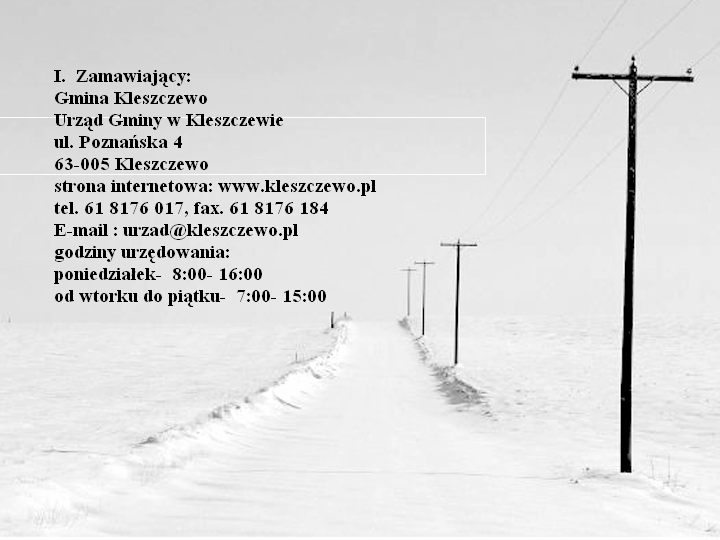 I.  Zamawiający:
Gmina Kleszczewo
Urząd Gminy w Kleszczewie
ul. Poznańska 4
63-005 Kleszczewo
strona internetowa: www.kleszczewo.pl
tel. 61 8176 017, fax. 61 8176 184
E-mail : urzad@kleszczewo.pl
godziny urzędowania:
poniedziałek-  8:00- 16:00
od wtorku do piątku-  7:00- 15:00